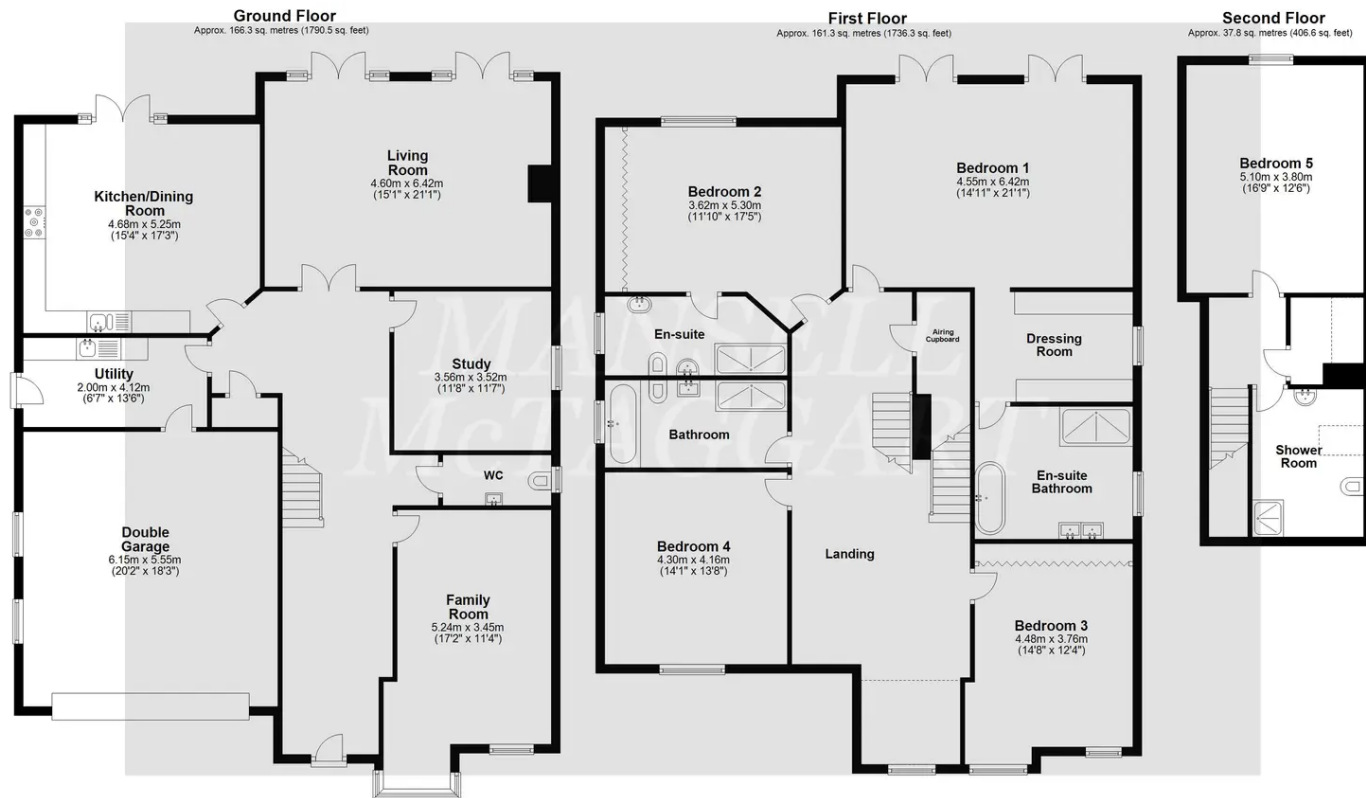 Ground Floor
Approx. 166.3 sq. metres (1790.5 sq. feet)
Living
Room
4.60m x 6.42m
(15'1" x 21'1")
Kitchen/Dining
Room
4.68m x 5.25m
(15'4" x 17'3")
Utility
2.00m x 4.12m
(6'7" x 13'6")
Study
3.56m x 3.52m
(11'8" x 11'7")
WC
Double
Garage
6.15m x 5.55m
(20'2" x 18'3")
Family
Room
5.24m x 3.45m
(17'2" x 11'4")
First Floor
Approx. 161.3 sq. metres (1736.3 sq. feet)
Bedroom 1
4.55m x 6.42m
(14'11" x 21'1")
Bedroom 2
3.62m x 5.30m
(11'10" x 17'5")
En-suite
Airing
Cupboard
Dressing
Room
Bathroom
En-suite
Bathroom
Bedroom 4
4.30m x 4.16m
(14'1" x 13'8")
Landing
Bedroom 3
4.48m x 3.76m
(14'8" x 12'4")
Second Floor
Approx. 37.8 sq. metres (406.6 sq. feet)
Bedroom 5
5.10m x 3.80m
(16'9" x 12'6")
Shower
Room
MANSELL
McTAGGART